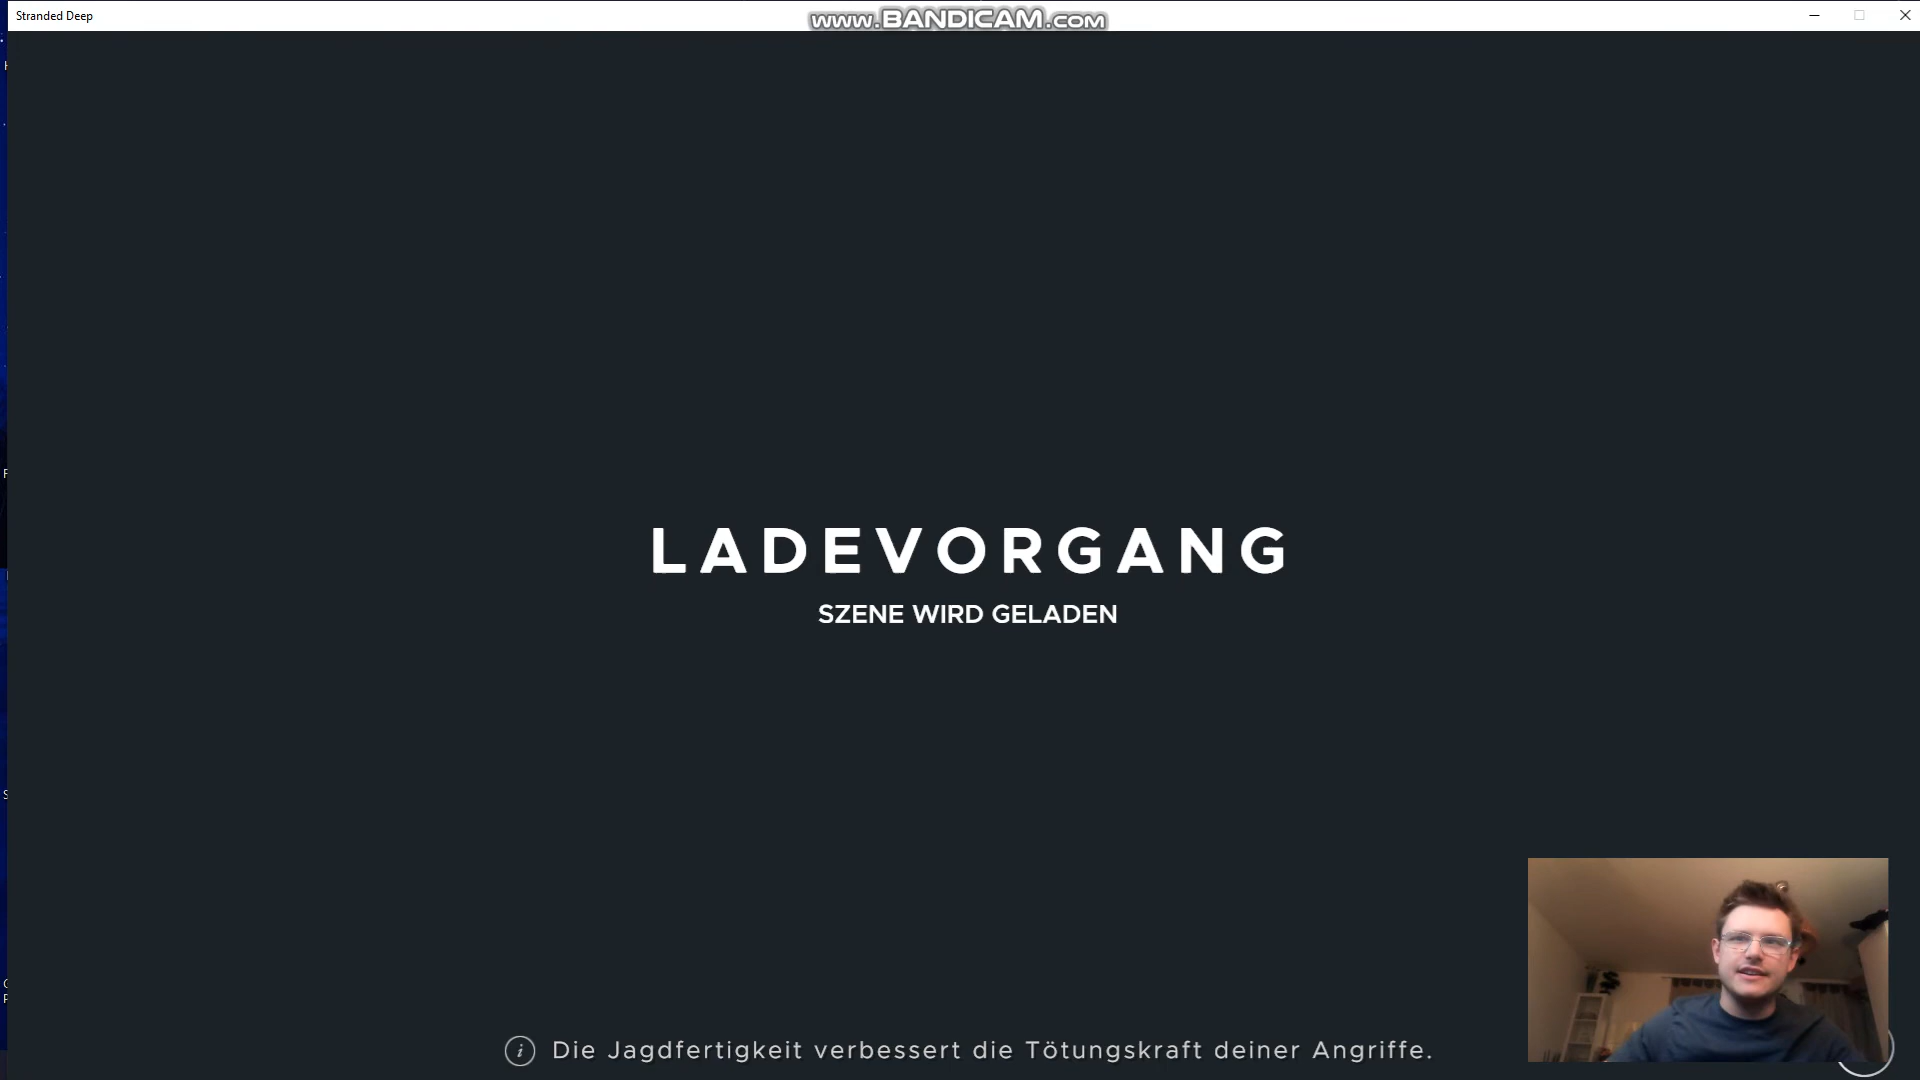 Stranded Deep
www.BANDICAM.com
LADEVORGANG
SZENE WIRD GELADEN
Die Jagdfertigkeit verbessert die Tötungskraft deiner Angriffe.